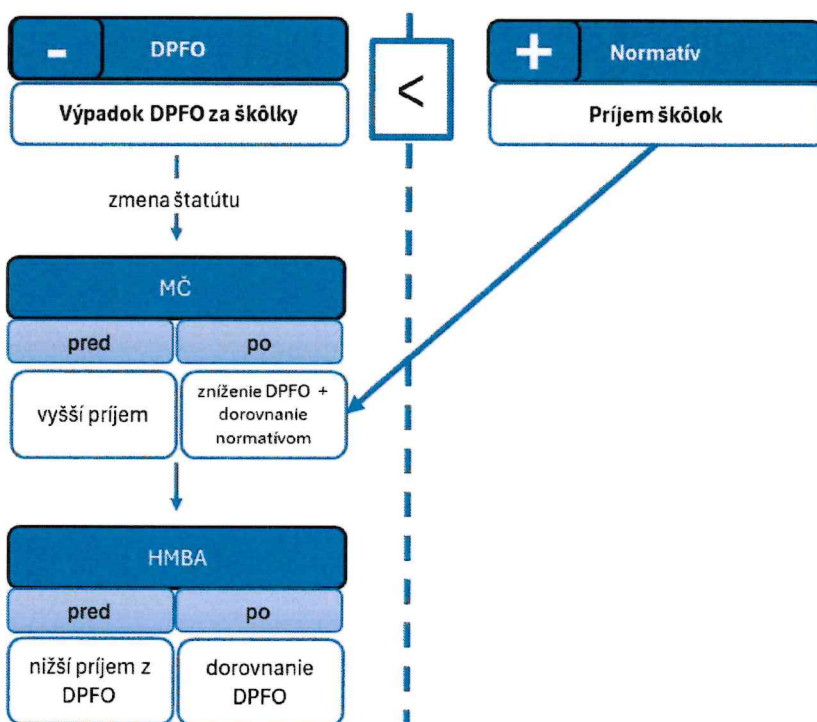 - DPFO
Výpadok DPFO za škôlky
<
+ Normatív
Príjem škôlok
zmena štatútu
MČ
pred po
vyšší príjem
zníženie DPFO +
dorovnanie
normatívom
HMBA
pred po
nižší príjem z
DPFO
dorovnanie
DPFO